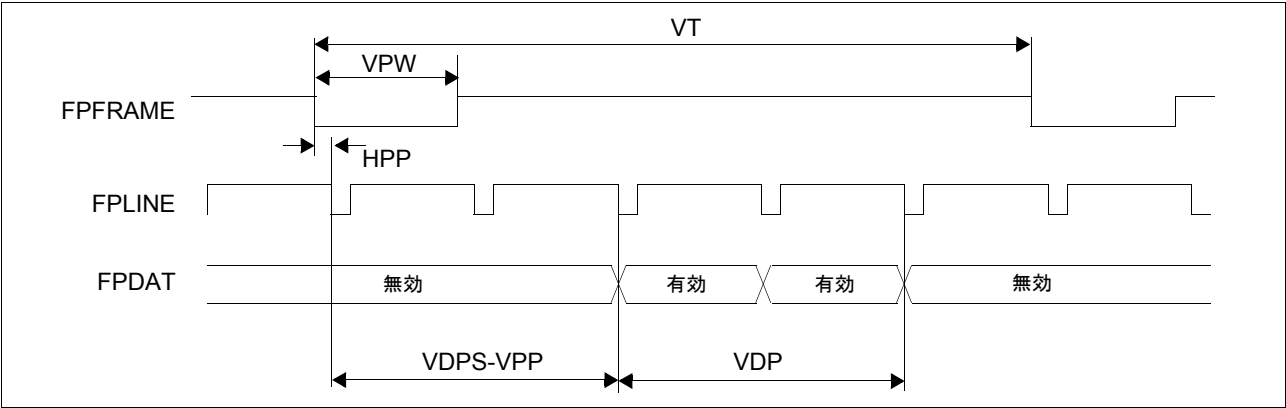 VT
VPW
FPFRAME
HPP
FPLINE
FPDAT 無効 有効 有効 無効
VDPS-VPP VDP